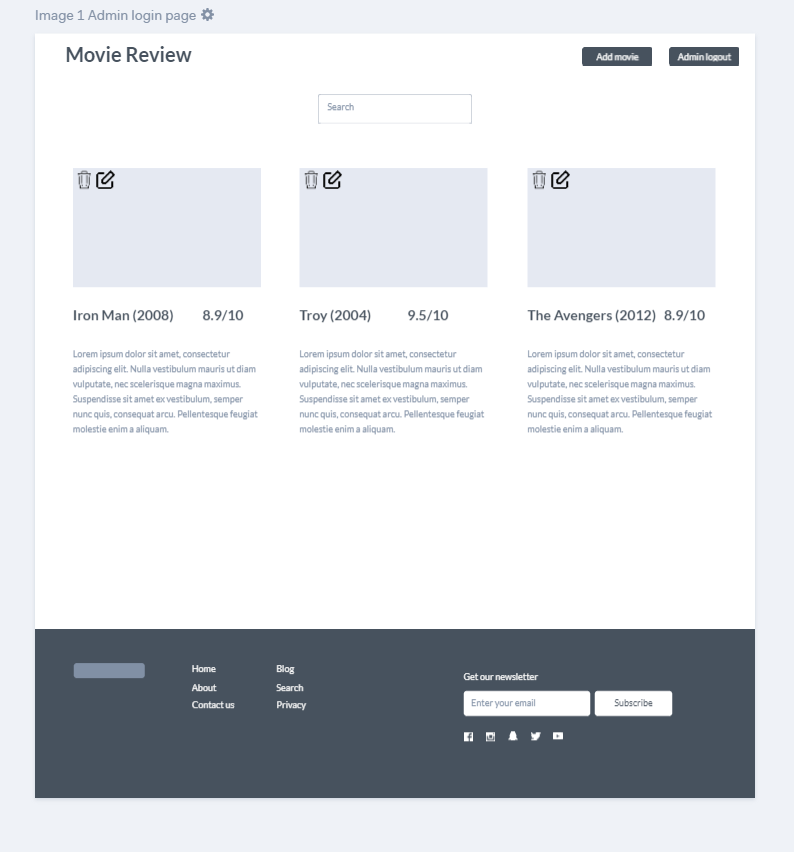 Image 1 Admin login page
Movie Review
Add movie
Admin logout
Search
Iron Man (2008) 8.9/10
Lorem ipsum dolor sit amet, consectetur
adipiscing elit. Nulla vestibulum mauris ut diam
vulputate, nec scelerisque magna maximus.
Suspendisse sit amet ex vestibulum, semper
nunc quis, consequat arcu. Pellentesque feugiat
molestie enim a aliquam.
Troy (2004) 9.5/10
Lorem ipsum dolor sit amet, consectetur
adipiscing elit. Nulla vestibulum mauris ut diam
vulputate, nec scelerisque magna maximus.
Suspendisse sit amet ex vestibulum, semper
nunc quis, consequat arcu. Pellentesque feugiat
molestie enim a aliquam.
The Avengers (2012) 8.9/10
Lorem ipsum dolor sit amet, consectetur
adipiscing elit. Nulla vestibulum mauris ut diam
vulputate, nec scelerisque magna maximus.
Suspendisse sit amet ex vestibulum, semper
nunc quis, consequat arcu. Pellentesque feugiat
molestie enim a aliquam.
Home
About
Contact us
Blog
Search
Privacy
Get our newsletter
Enter your email
Subscribe